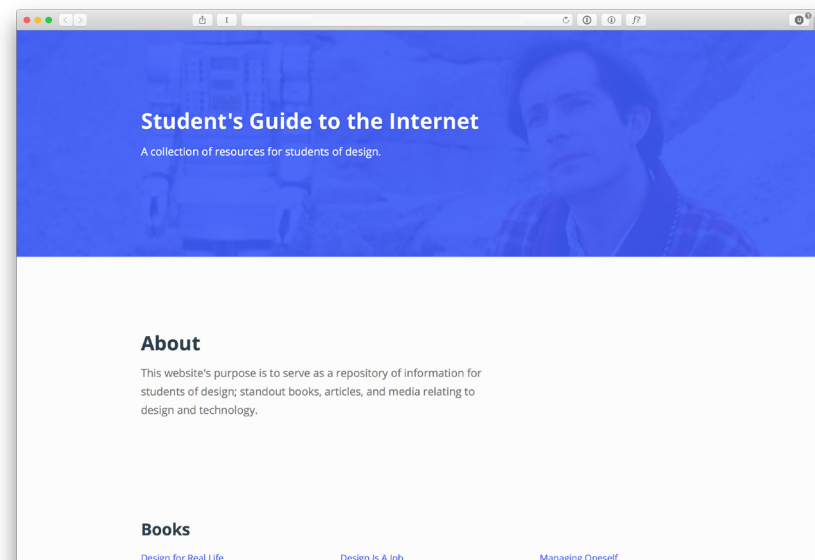 Student's Guide to the Internet
A collection of resources for students of design.
About
This website's purpose is to serve as a repository of information for
students of design; standout books, articles, and media relating to
design and technology.
Books
Design for Real Life
Design Is A Job
Managing Oneself